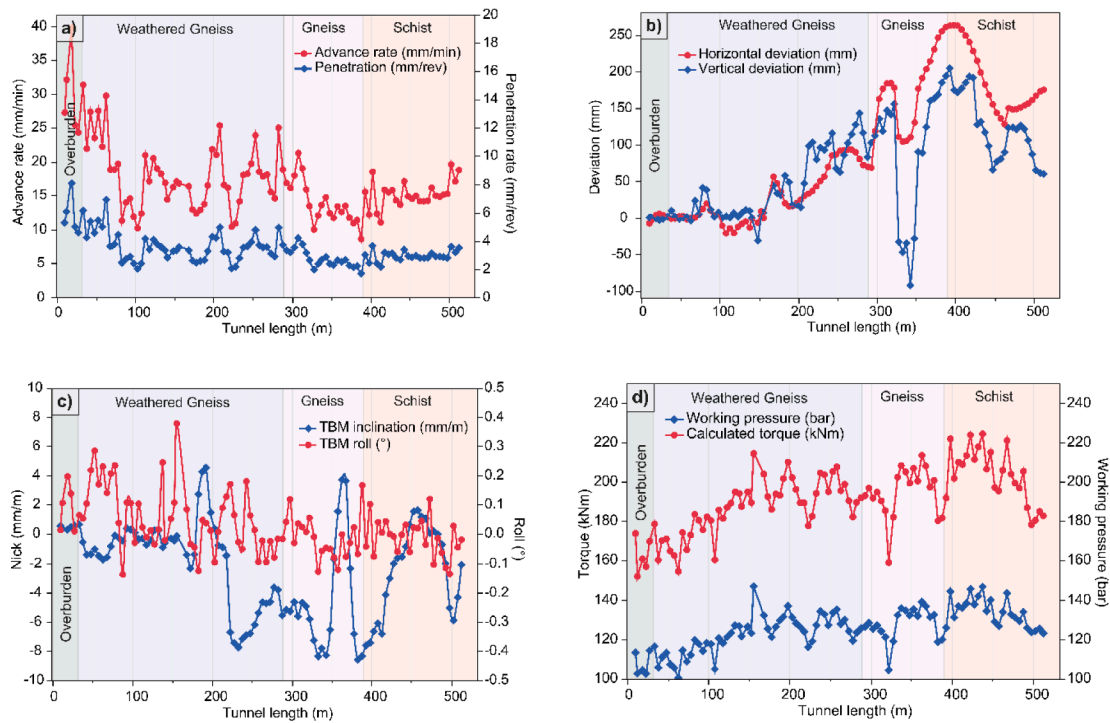 a)
Weathered Gneiss
Gneiss
Schist
Overburden
Advance rate (mm/min)
Penetration (mm/rev)
Advance rate (mm/min)
Penetration rate (mm/rev)
40
35
30
25
20
15
10
5
0
20
18
16
14
12
10
8
6
4
2
0
0 100 200 300 400 500
Tunnel length (m)
b)
Weathered Gneiss
Gneiss
Schist
Overburden
Horizontal deviation (mm)
Vertical deviation (mm)
Deviation (mm)
250
200
150
100
50
0
-50
-100
0 100 200 300 400 500
Tunnel length (m)
c)
Weathered Gneiss
Gneiss
Schist
Overburden
TBM inclination (mm/m)
TBM roll (°)
Nick (mm/m)
Roll (°)
10
8
6
4
2
0
-2
-4
-6
-8
-10
0.5
0.4
0.3
0.2
0.1
0.0
-0.1
-0.2
-0.3
-0.4
-0.5
0 100 200 300 400 500
Tunnel length (m)
d)
Weathered Gneiss
Gneiss
Schist
Overburden
Working pressure (bar)
Calculated torque (kNm)
Torque (kNm)
Working pressure
(bar)
240
220
200
180
160
140
120
100
240
220
200
180
160
140
120
100
0 100 200 300 400 500
Tunnel length (m)